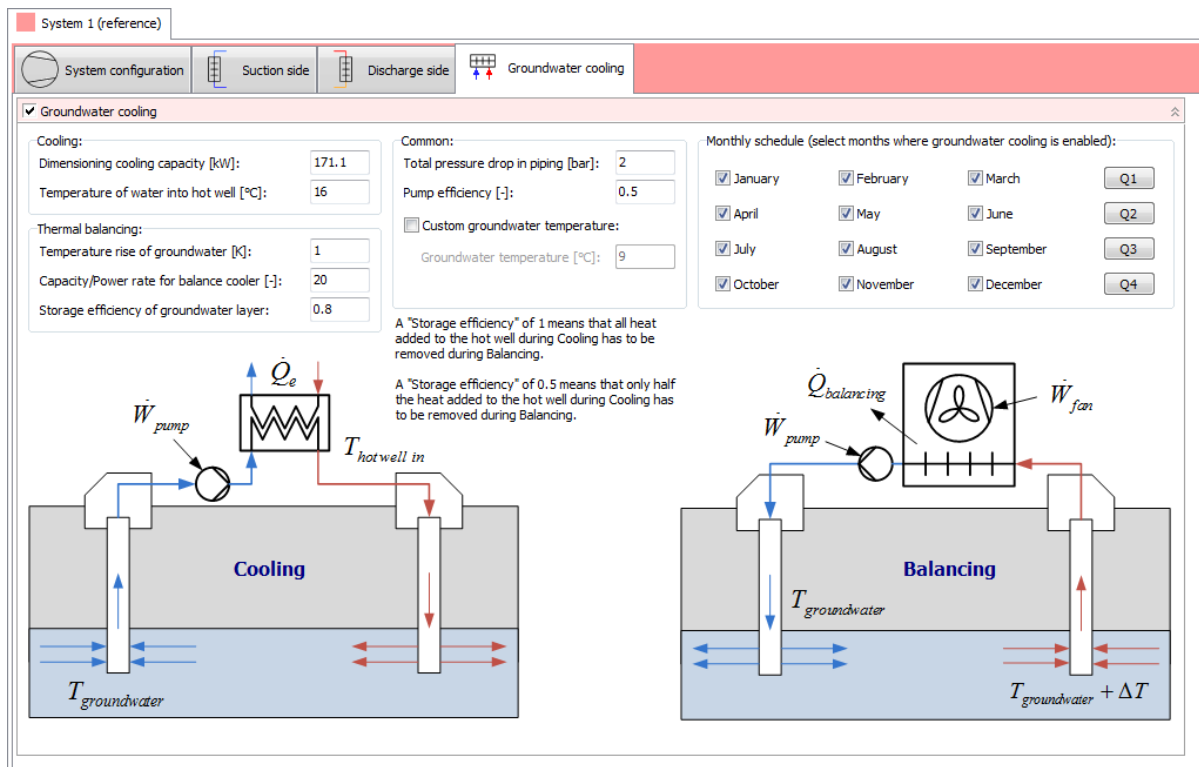 System 1 (reference)
System configuration
Suction side
Discharge side
Groundwater cooling
Groundwater cooling
Cooling:
Dimensioning cooling capacity [kW]: 171.1
Temperature of water into hot well [°C]: 16
Thermal balancing:
Temperature rise of groundwater [K]: 1
Capacity/Power rate for balance cooler [-]: 20
Storage efficiency of groundwater layer: 0.8
Common:
Total pressure drop in piping [bar]: 2
Pump efficiency [-]: 0.5
Custom groundwater temperature:
Groundwater temperature [°C]: 9
A "Storage efficiency" of 1 means that all heat
added to the hot well during Cooling has to be
removed during Balancing.
A "Storage efficiency" of 0.5 means that only half
the heat added to the hot well during Cooling has
to be removed during Balancing.
Monthly schedule (select months where groundwater cooling is enabled):
January February March Q1
April May June Q2
July August September Q3
October November December Q4
Q̇e
Ẇpump
Thotwell in
Cooling
Tgroundwater
Q̇balancing
Ẇfan
Ẇpump
Balancing
Tgroundwater
Tgroundwater + ΔT